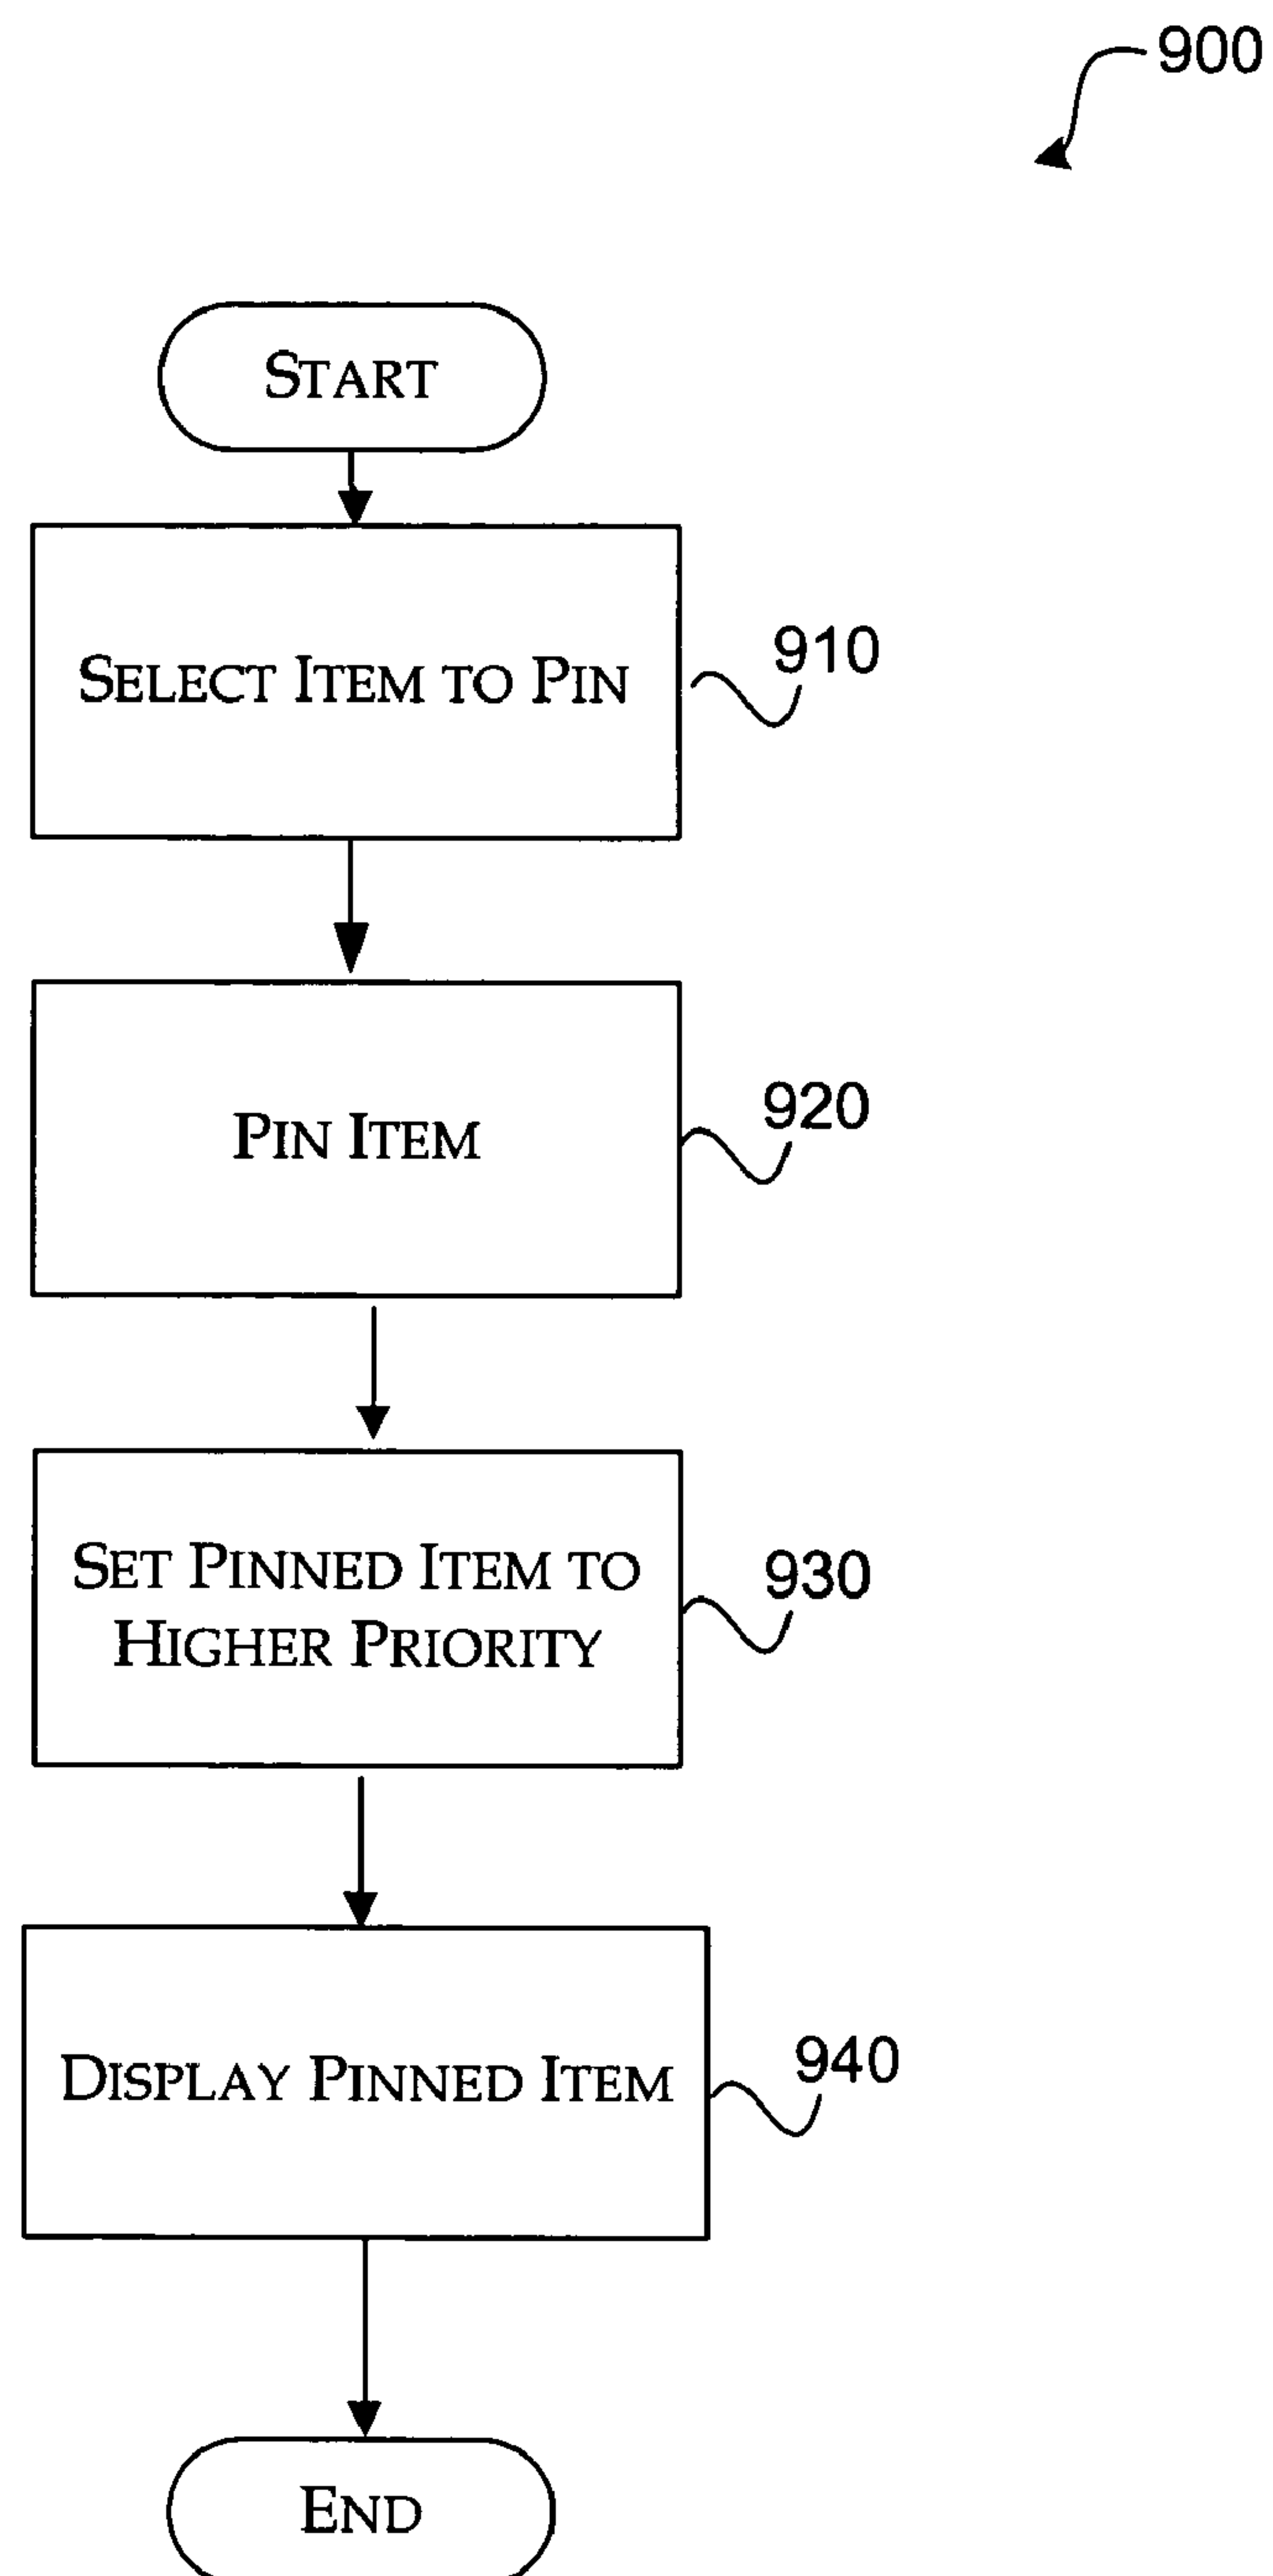 900
START
SELECT ITEM TO PIN
910
PIN ITEM
920
SET PINNED ITEM TO
HIGHER PRIORITY
930
DISPLAY PINNED ITEM
940
END